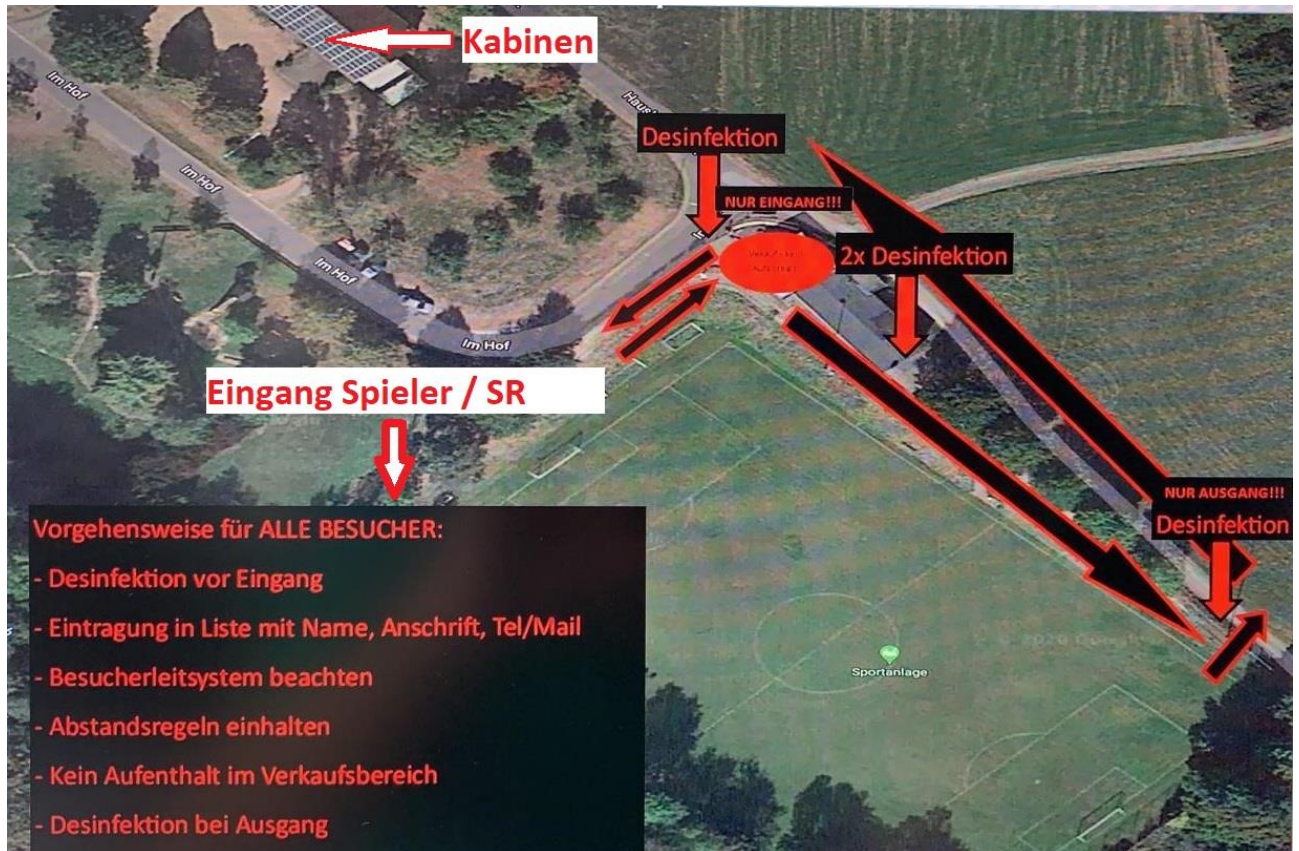 Kabinen
Im Hof
Im Hof
Im Hof
Im Hof
Desinfektion
NUR EINGANG!!!
2x Desinfektion
Eingang Spieler / SR
NUR AUSGANG!!!
Desinfektion
Sportanlage
Vorgehensweise für ALLE BESUCHER:
- Desinfektion vor Eingang
- Eintragung in Liste mit Name, Anschrift, Tel/Mail
- Besucherleitsystem beachten
- Abstandsregeln einhalten
- Kein Aufenthalt im Verkaufsbereich
- Desinfektion bei Ausgang